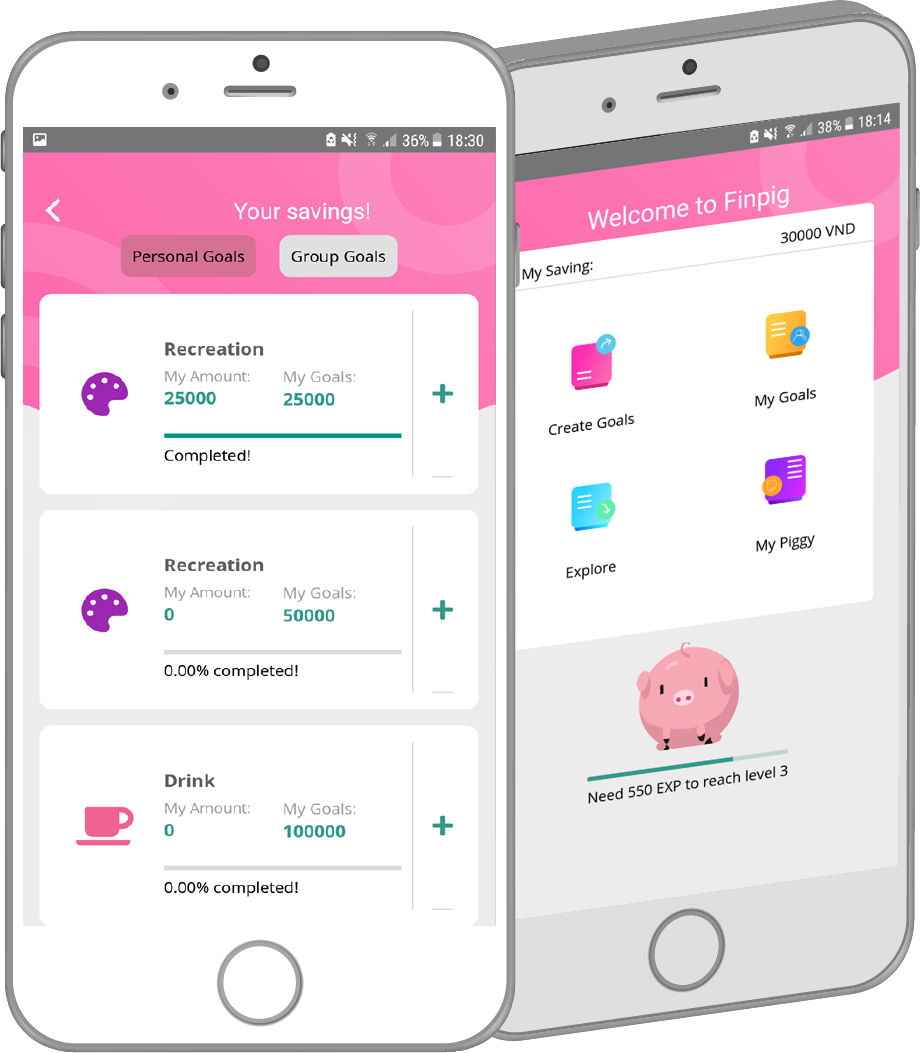 36% 18:30
Your savings!
Personal Goals Group Goals
Recreation
My Amount: My Goals:
25000 25000
+
Completed!
Recreation
My Amount: My Goals:
0 50000
+
0.00% completed!
Drink
My Amount: My Goals:
0 100000
+
0.00% completed!
38% 18:14
Welcome to Finpig
30000 VND
My Saving:
Create Goals
My Goals
Explore
My Piggy
Need 550 EXP to reach level 3